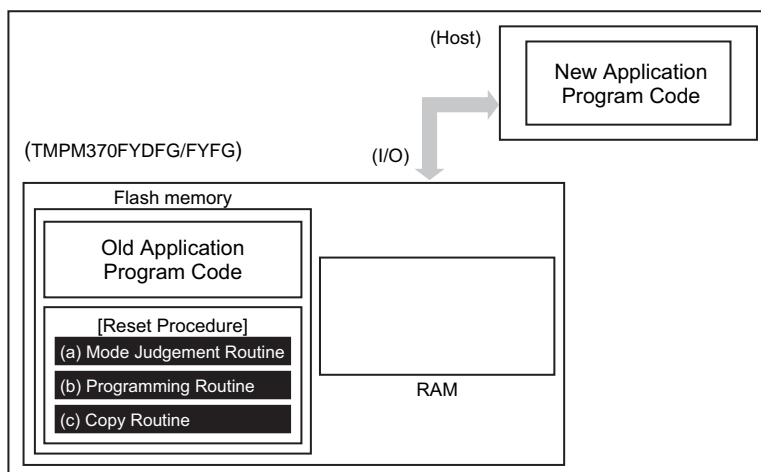 (Host)
New Application
Program Code
(TMPM370FYDFG/FYFG)
(I/O)
Flash memory
Old Application
Program Code
[Reset Procedure]
(a) Mode Judgement Routine
(b) Programming Routine
(c) Copy Routine
RAM